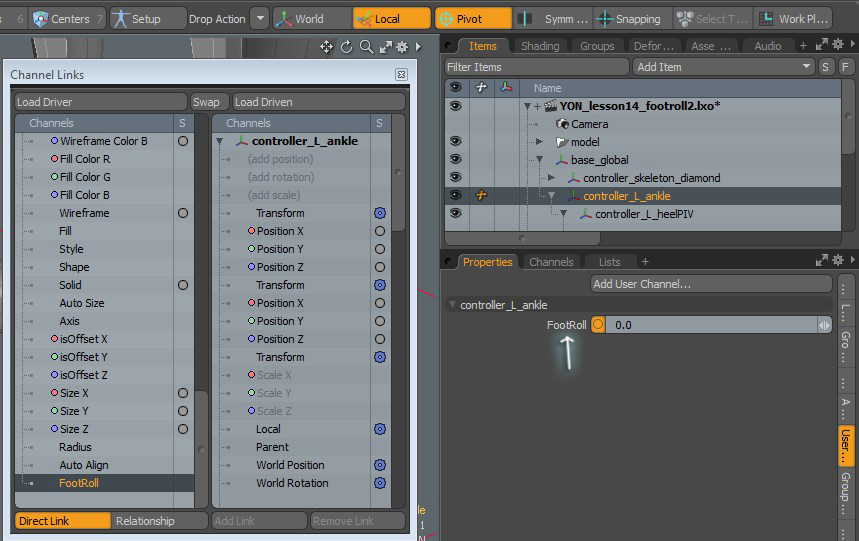 s 6 Centers 7 Setup Drop Action World Local Pivot Symm ... Snapping Select T ... Work Pl...
Channel Links
Load Driver Swap Load Driven
Channels S Channels S
Wireframe Color B controller_L_ankle
Fill Color R (add position)
Fill Color G (add rotation)
Fill Color B (add scale)
Wireframe Transform
Fill Position X
Style Position Y
Shape Position Z
Solid Transform
Auto Size Position X
Axis Position Y
isOffset X Position Z
isOffset Y Transform
isOffset Z Scale X
Size X Scale Y
Size Y Scale Z
Size Z Local
Radius Parent
Auto Align World Position
FootRoll World Rotation
Direct Link Relationship Add Link Remove Link
Items Shading Groups Defor... Asse ... Audio +
Filter Items Add Item S F
Name
YON_lesson14_footroll2.lxo*
Camera
model
base_global
controller_skeleton_diamond
controller_L_ankle
controller_L_heelPIV
Properties Channels Lists +
Add User Channel...
controller_L_ankle
FootRoll 0.0
L...
Gro ...
A ...
User...
Group ...
le
1
N